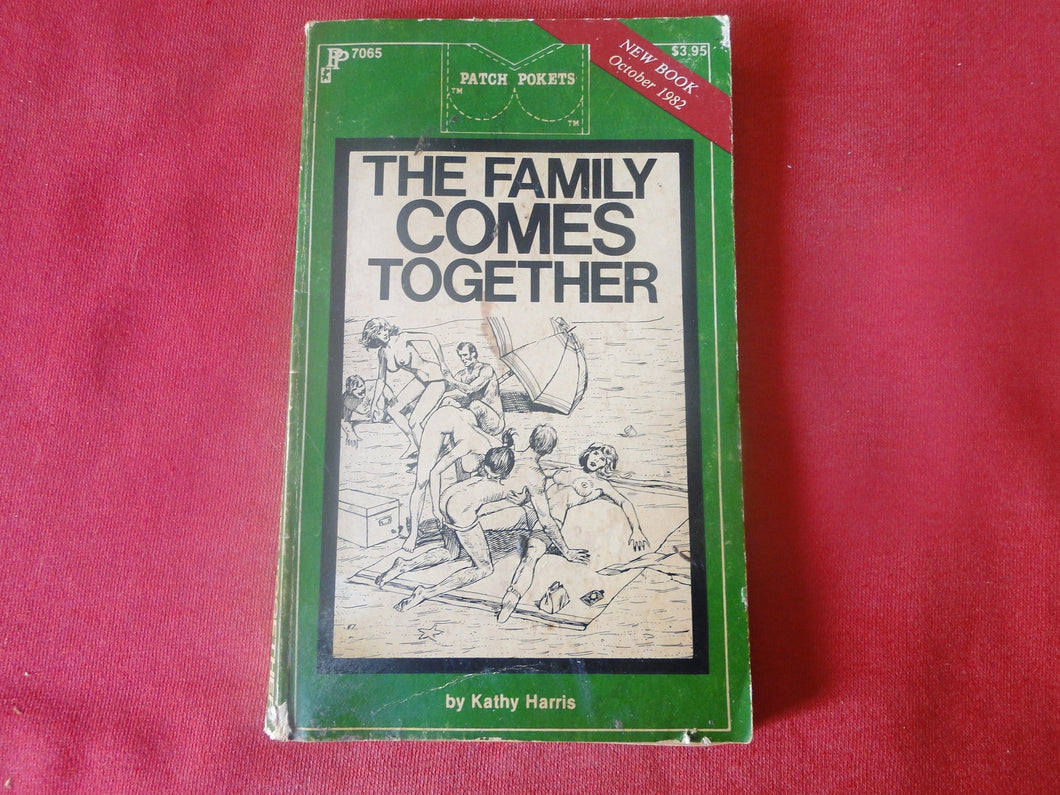 PP 7065
PATCH POKETS
TM
TM
$3.95
NEW BOOK
October 1982
THE FAMILY
COMES
TOGETHER
by Kathy Harris